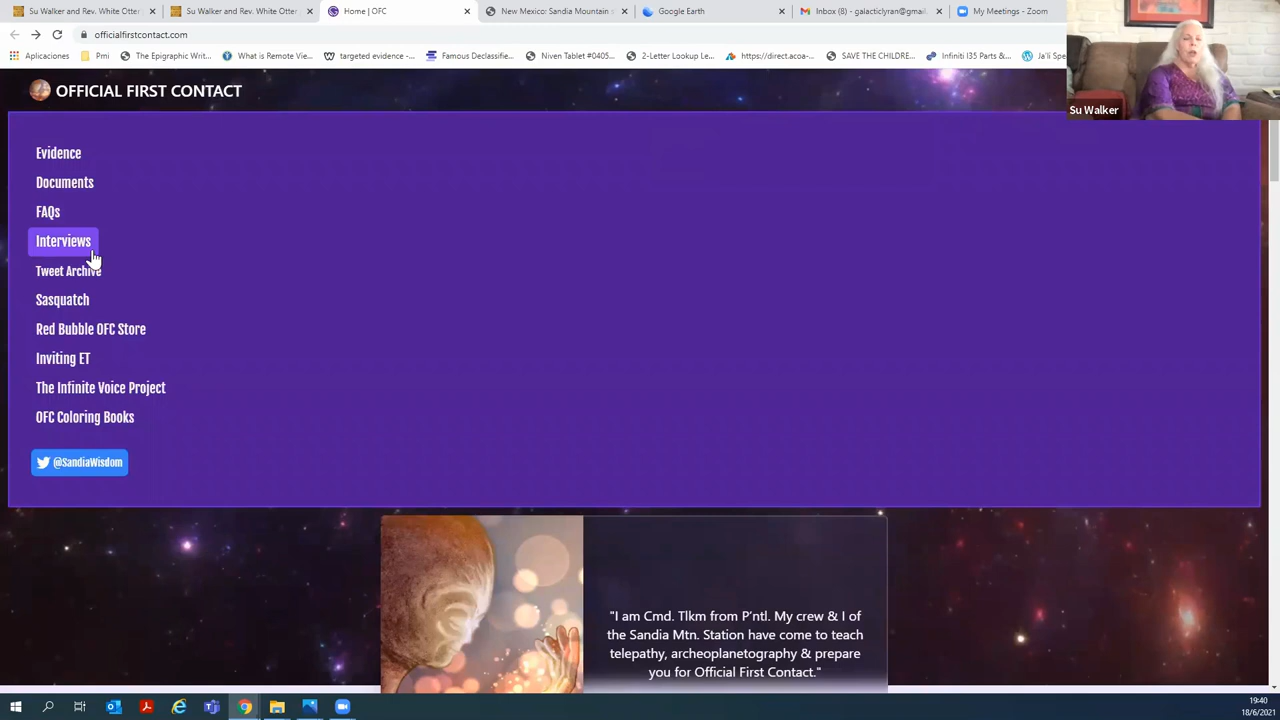 Su Walker and Rev. White Otter
Su Walker and Rev. White Otter
Home | OFC
New Mexico: Sandia Mountain s
Google Earth
Inbox (8) - galacticlyran@gmail.
My Meetings - Zoom
officialfirstcontact.com
Aplicaciones
Pmi
The Epigraphic Writ...
What is Remote Vie...
targeted evidence -...
Famous Declassifie...
Niven Tablet #0405...
2-Letter Lookup Le...
https://direct.acoa-...
SAVE THE CHILDRE...
Infiniti I35 Parts &...
Ja'li Spe
OFFICIAL FIRST CONTACT
Su Walker
Evidence
Documents
FAQs
Interviews
Tweet Archive
Sasquatch
Red Bubble OFC Store
Inviting ET
The Infinite Voice Project
OFC Coloring Books
@SandiaWisdom
"I am Cmd. Tlkm from P'ntl. My crew & I of
the Sandia Mtn. Station have come to teach
telepathy, archeoplanetography & prepare
you for Official First Contact."
19:40
18/6/2021